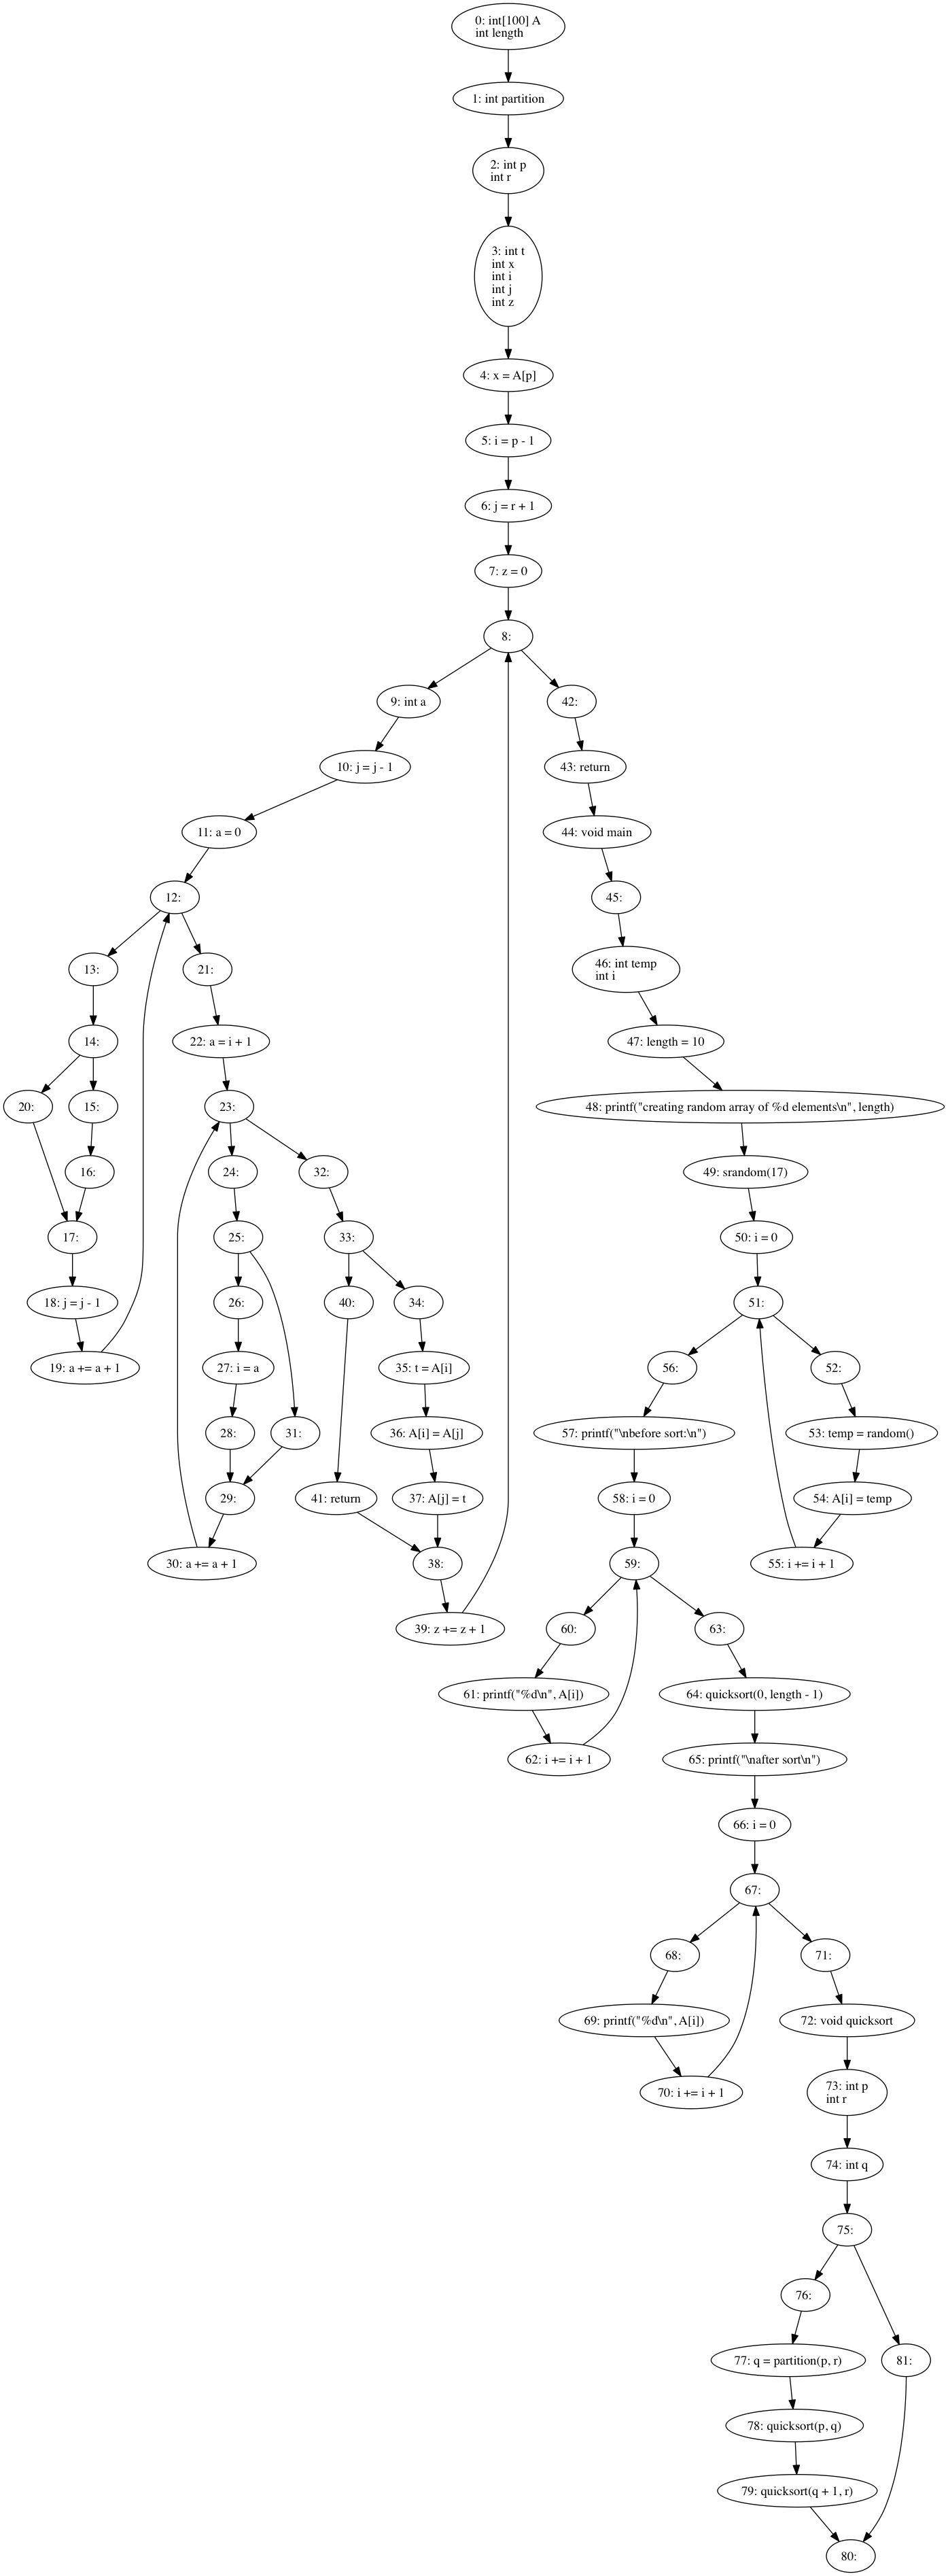 0: int[100] A
int length
1: int partition
2: int p
int r
3: int t
int x
int i
int j
int z
4: x = A[p]
5: i = p - 1
6: j = r + 1
7: z = 0
8:
9: int a
42:
10: j = j - 1
43: return
11: a = 0
44: void main
12:
45:
13:
21:
46: int temp
int i
14:
22: a = i + 1
47: length = 10
20:
15:
23:
48: printf("creating random array of %d elements\n", length)
16:
24:
32:
49: srandom(17)
17:
25:
33:
50: i = 0
18: j = j - 1
26:
40:
34:
51:
19: a += a + 1
27: i = a
35: t = A[i]
56:
52:
28:
31:
36: A[i] = A[j]
57: printf("\nbefore sort:\n")
53: temp = random()
29:
41: return
37: A[j] = t
58: i = 0
54: A[i] = temp
30: a += a + 1
38:
59:
55: i += i + 1
39: z += z + 1
60:
63:
61: printf("%d\n", A[i])
64: quicksort(0, length - 1)
62: i += i + 1
65: printf("\nafter sort\n")
66: i = 0
67:
68:
71:
69: printf("%d\n", A[i])
72: void quicksort
70: i += i + 1
73: int p
int r
74: int q
75:
76:
77: q = partition(p, r)
81:
78: quicksort(p, q)
79: quicksort(q + 1, r)
80: